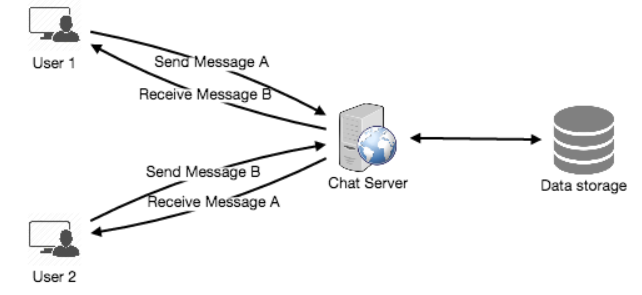 User 1
Send Message A
Receive Message B
Chat Server
Data storage
Send Message B
Receive Message A
User 2